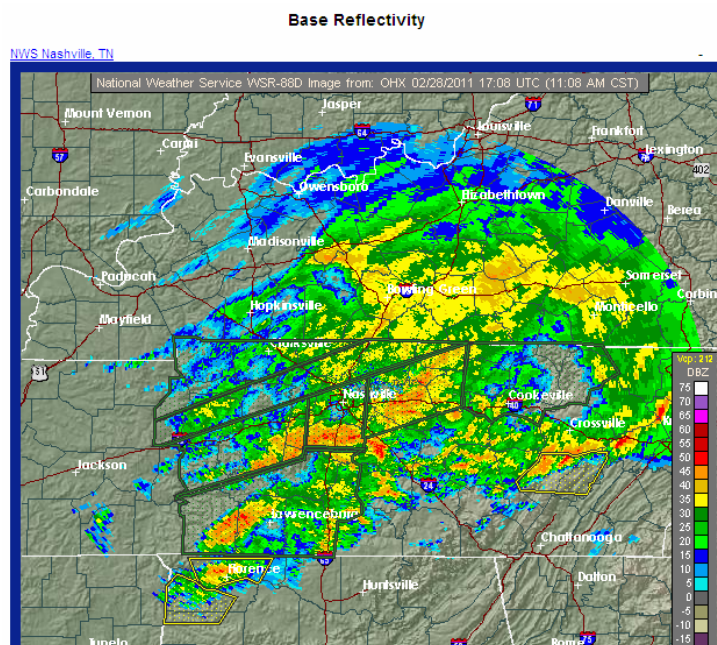 Base Reflectivity
NWS Nashville, TN
National Weather Service WSR-88D Image from: OHX 02/28/2011 17:08 UTC (11:08 AM CST)
Jasper
71
Mount Vernon
64
Louisville
Frankfort
Carmi
Lexington
57
Evansville
402
Carbondale
Owensboro
Elizabethtown
Danville
Berea
Madisonville
Paducah
Somerset
Bowling Green
Corbin
Hopkinsville
Monticello
Mayfield
Clarksville
Vcp: 212
DBZ
75
70
65
60
55
50
45
40
35
30
25
20
15
10
5
0
-5
-10
-15
Nashville
Cookeville
40
Crossville
Jackson
24
Lawrenceburg
Chattanooga
Florence
65
Huntsville
Dalton
Tupelo
59
Rome
75